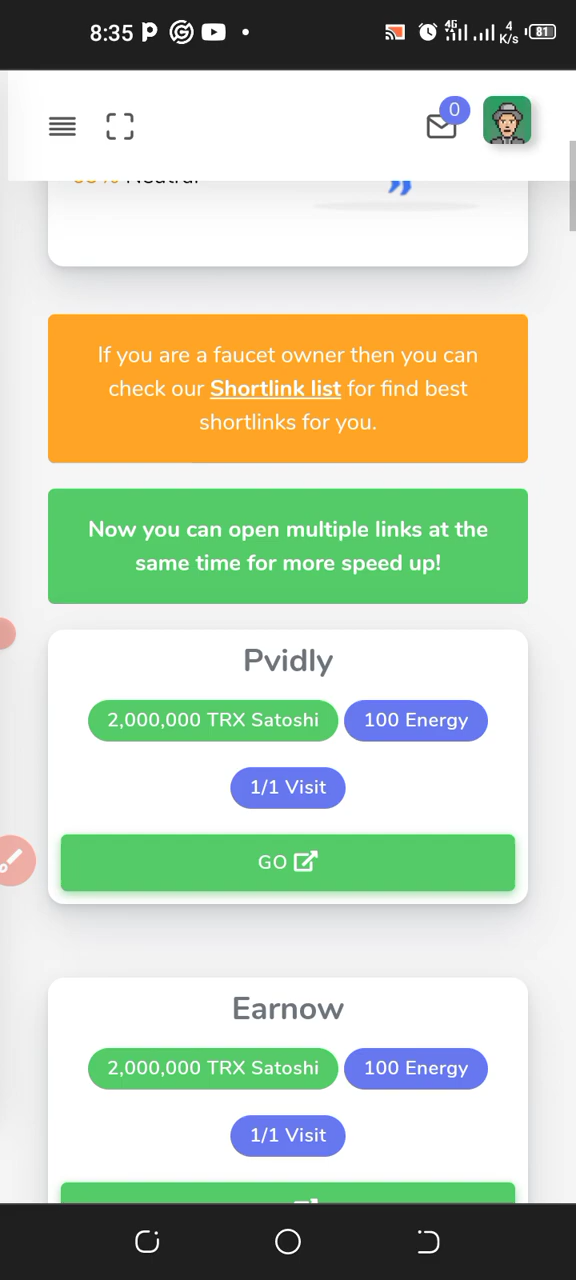 8:35
4G
4
K/s
81
0
If you are a faucet owner then you can
check our Shortlink list for find best
shortlinks for you.
Now you can open multiple links at the
same time for more speed up!
Pvidly
2,000,000 TRX Satoshi
100 Energy
1/1 Visit
GO
Earnow
2,000,000 TRX Satoshi
100 Energy
1/1 Visit